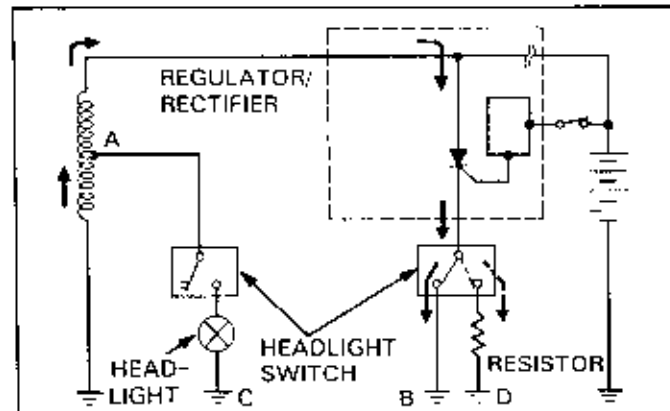 REGULATOR/
RECTIFIER
A
HEAD-
LIGHT
HEADLIGHT
SWITCH
RESISTOR
C
B
D